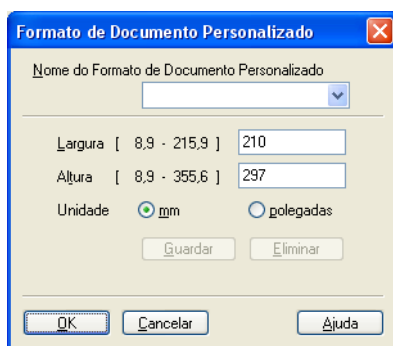 Formato de Documento Personalizado
Nome do Formato de Documento Personalizado
Largura [ 8,9 - 215,9 ] 210
Altura [ 8,9 - 355,6 ] 297
Unidade mm polegadas
Guardar Eliminar
OK Cancelar Ajuda